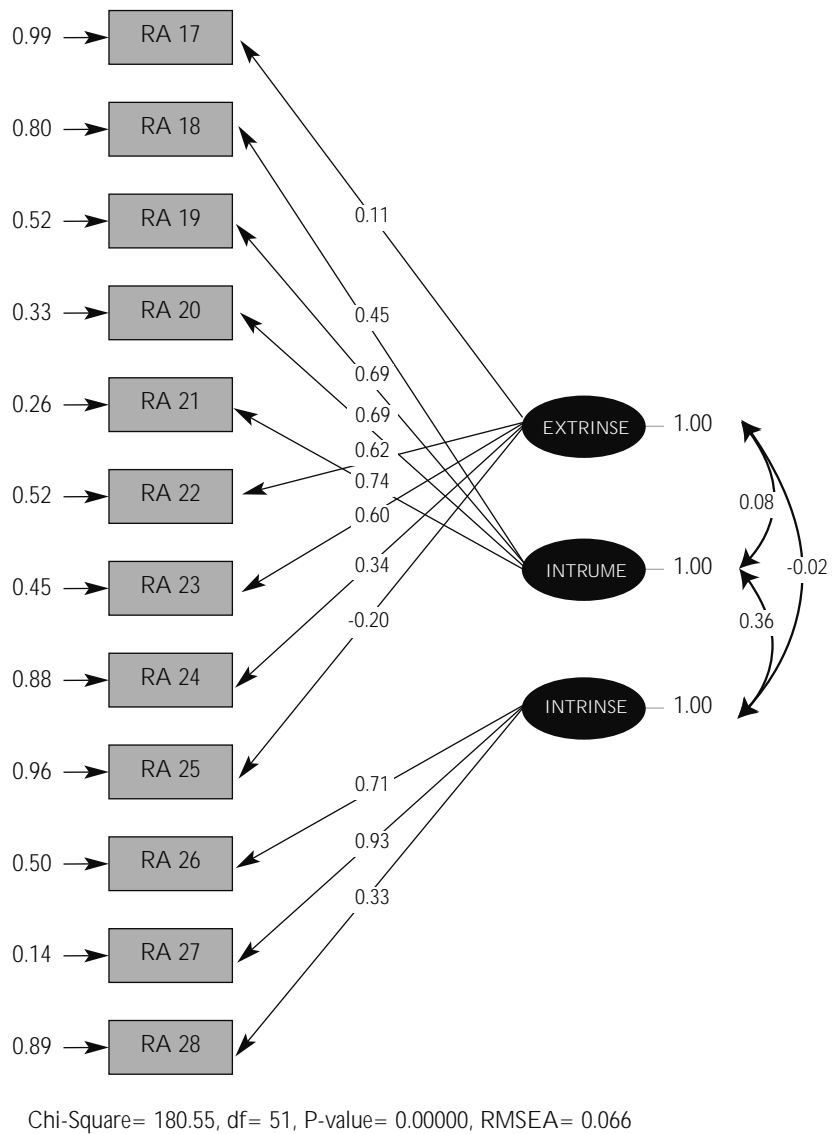 0.99 RA 17
0.80 RA 18
0.11
0.52 RA 19
0.33 RA 20
0.45
0.69
0.26 RA 21
0.69
EXTRINSE 1.00
0.62
0.74
0.52 RA 22
0.08
0.60
0.34
INTRUME 1.00
-0.02
0.45 RA 23
-0.20
0.36
0.88 RA 24
INTRINSE 1.00
0.96 RA 25
0.71
0.93
0.50 RA 26
0.33
0.14 RA 27
0.89 RA 28
Chi-Square= 180.55, df= 51, P-value= 0.00000, RMSEA= 0.066